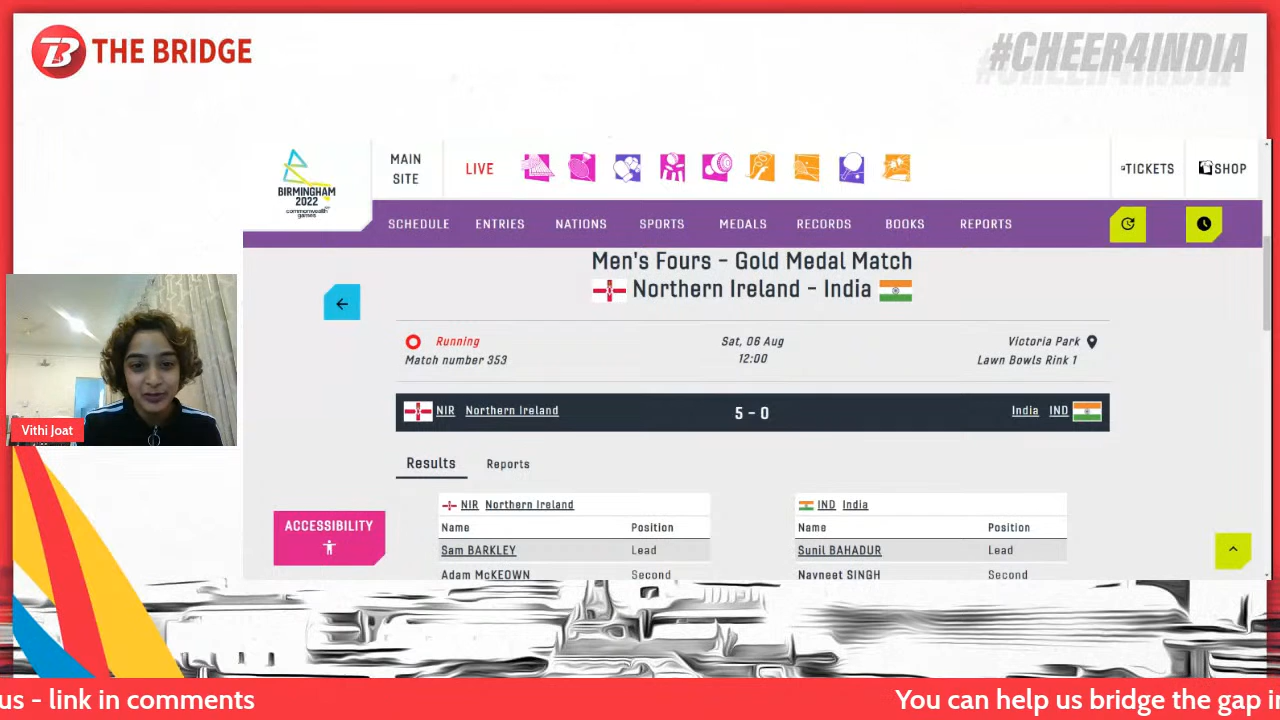 THE BRIDGE
#CHEER4INDIA
BIRMINGHAM
2022
commonwealth
games
MAIN
SITE
LIVE
TICKETS
SHOP
SCHEDULE ENTRIES NATIONS SPORTS MEDALS RECORDS BOOKS REPORTS
Men's Fours - Gold Medal Match
Northern Ireland - India
Running
Match number 353
Sat, 06 Aug
12:00
Victoria Park
Lawn Bowls Rink 1
NIR Northern Ireland 5 - 0 India IND
Results Reports
NIR Northern Ireland
Name Position
Sam BARKLEY Lead
Adam McKEOWN Second
IND India
Name Position
Sunil BAHADUR Lead
Navneet SINGH Second
Vithi Joat
ACCESSIBILITY
us - link in comments
You can help us bridge the gap in